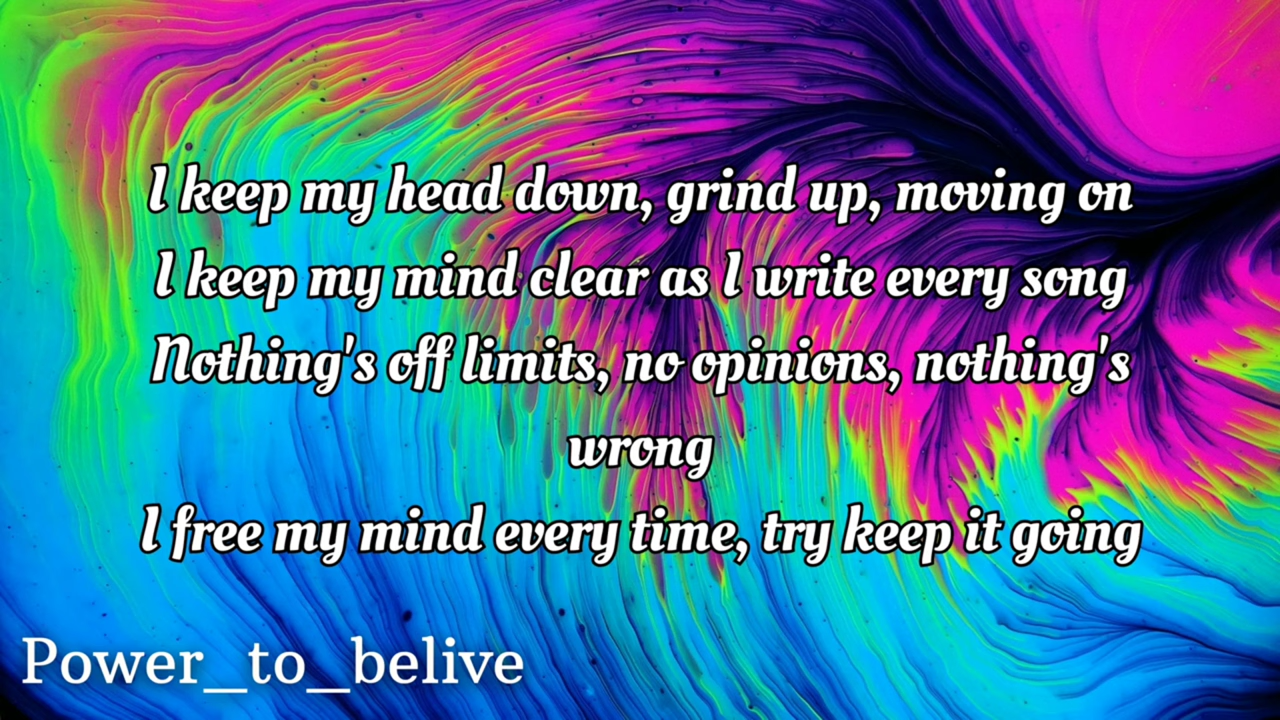 I keep my head down, grind up, moving on
I keep my mind clear as I write every song
Nothing's off limits, no opinions, nothing's
wrong
I free my mind every time, try keep it going
Power_to_belive